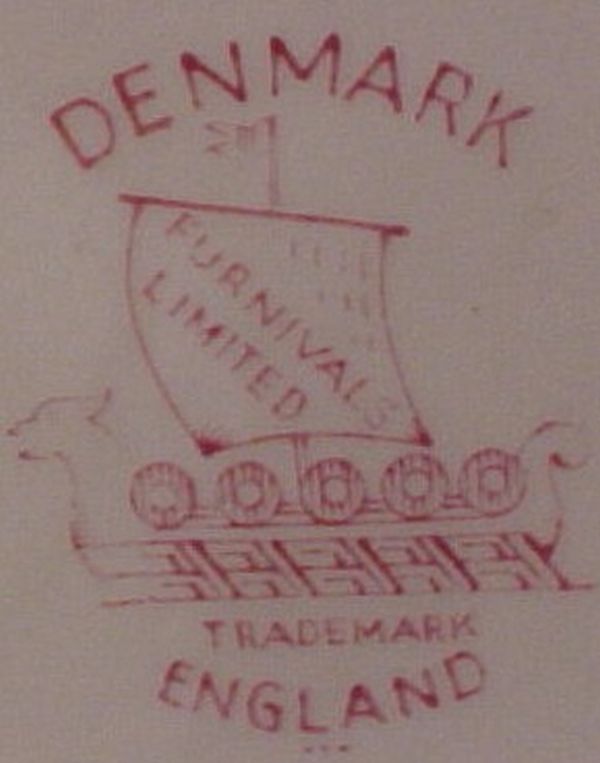 DENMARK
FURNIVALS
LIMITED
TRADEMARK
ENGLAND